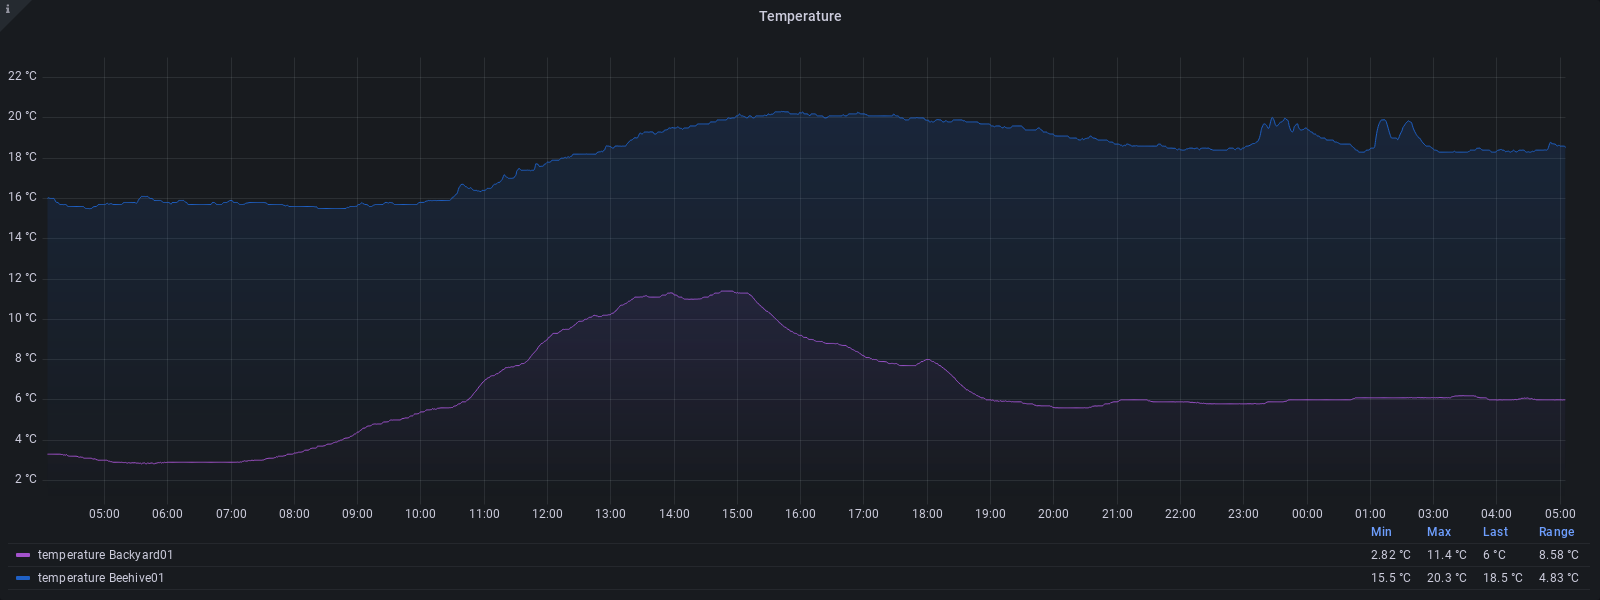 i
Temperature
22 °C
20 °C
18 °C
16 °C
14 °C
12 °C
10 °C
8 °C
6 °C
4 °C
2 °C
05:00 06:00 07:00 08:00 09:00 10:00 11:00 12:00 13:00 14:00 15:00 16:00 17:00 18:00 19:00 20:00 21:00 22:00 23:00 00:00 01:00 03:00 04:00 05:00
Min Max Last Range
temperature Backyard01 2.82 °C 11.4 °C 6 °C 8.58 °C
temperature Beehive01 15.5 °C 20.3 °C 18.5 °C 4.83 °C